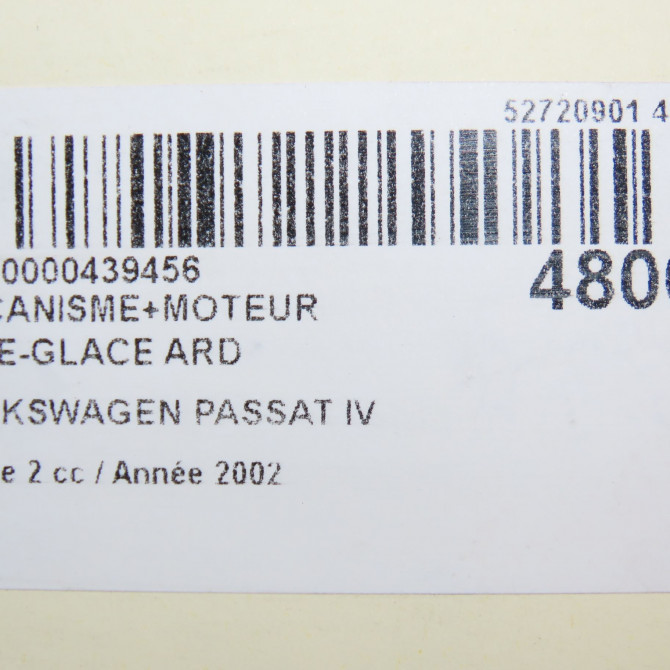 52720901 4
0000439456
480
CANISME+MOTEUR
E-GLACE ARD
KSWAGEN PASSAT IV
e 2 cc / Année 2002